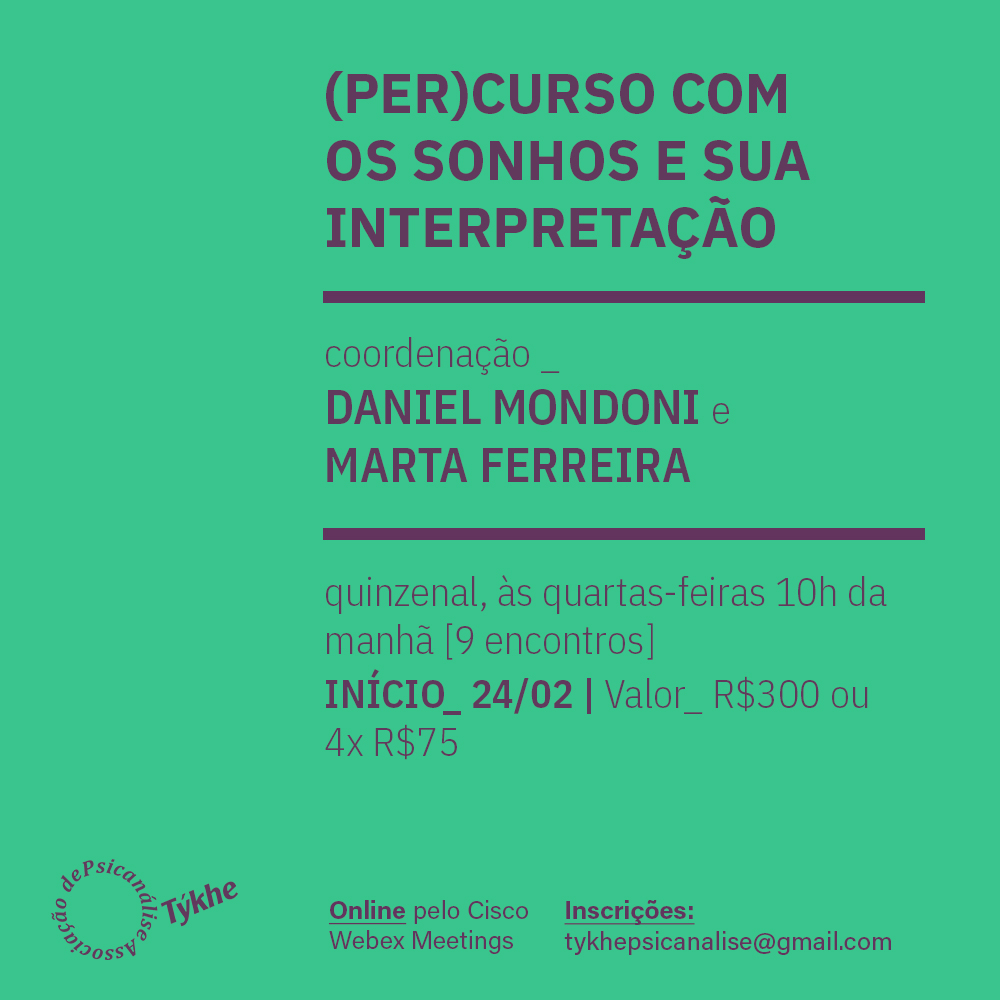 (PER)CURSO COM
OS SONHOS E SUA
INTERPRETAÇÃO
coordenação _
DANIEL MONDONI e
MARTA FERREIRA
quinzenal, às quartas-feiras 10h da
manhã [9 encontros]
INÍCIO_ 24/02 | Valor_ R$300 ou
4x R$75
Associação dePsicanálise
Týkhe
Online pelo Cisco
Webex Meetings
Inscrições:
tykhepsicanalise@gmail.com